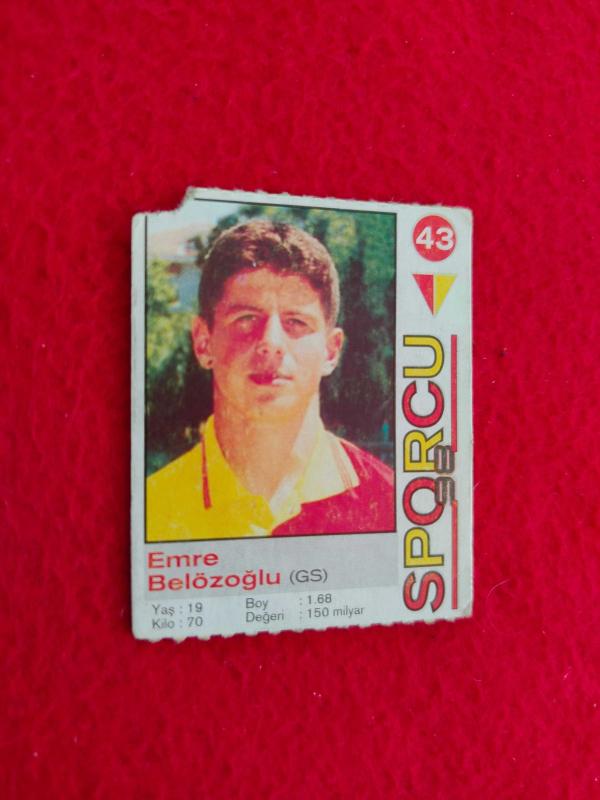 43
SPORCU
98
Emre
Belözoğlu (GS)
Yaş : 19 Boy : 1.68
Kilo : 70 Değeri : 150 milyar